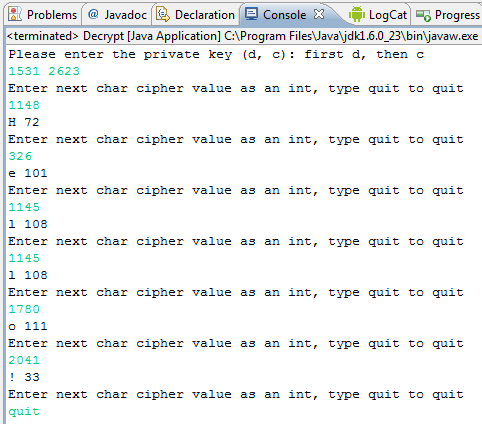 Problems @ Javadoc Declaration Console LogCat Progress
<terminated> Decrypt [Java Application] C:\Program Files\Java\jdk1.6.0_23\bin\javaw.exe
Please enter the private key (d, c): first d, then c
1531 2623
Enter next char cipher value as an int, type quit to quit
1148
H 72
Enter next char cipher value as an int, type quit to quit
326
e 101
Enter next char cipher value as an int, type quit to quit
1145
l 108
Enter next char cipher value as an int, type quit to quit
1145
l 108
Enter next char cipher value as an int, type quit to quit
1780
o 111
Enter next char cipher value as an int, type quit to quit
2041
! 33
Enter next char cipher value as an int, type quit to quit
quit